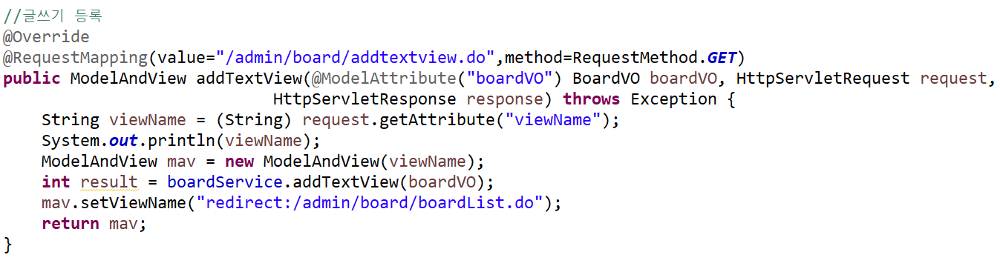 //글쓰기 등록
@Override
@RequestMapping(value="/admin/board/addtextview.do",method=RequestMethod.GET)
public ModelAndView addTextView(@ModelAttribute("boardVO") BoardVO boardVO, HttpServletRequest request,
                            HttpServletResponse response) throws Exception {
    String viewName = (String) request.getAttribute("viewName");
    System.out.println(viewName);
    ModelAndView mav = new ModelAndView(viewName);
    int result = boardService.addTextView(boardVO);
    mav.setViewName("redirect:/admin/board/boardList.do");
    return mav;
}